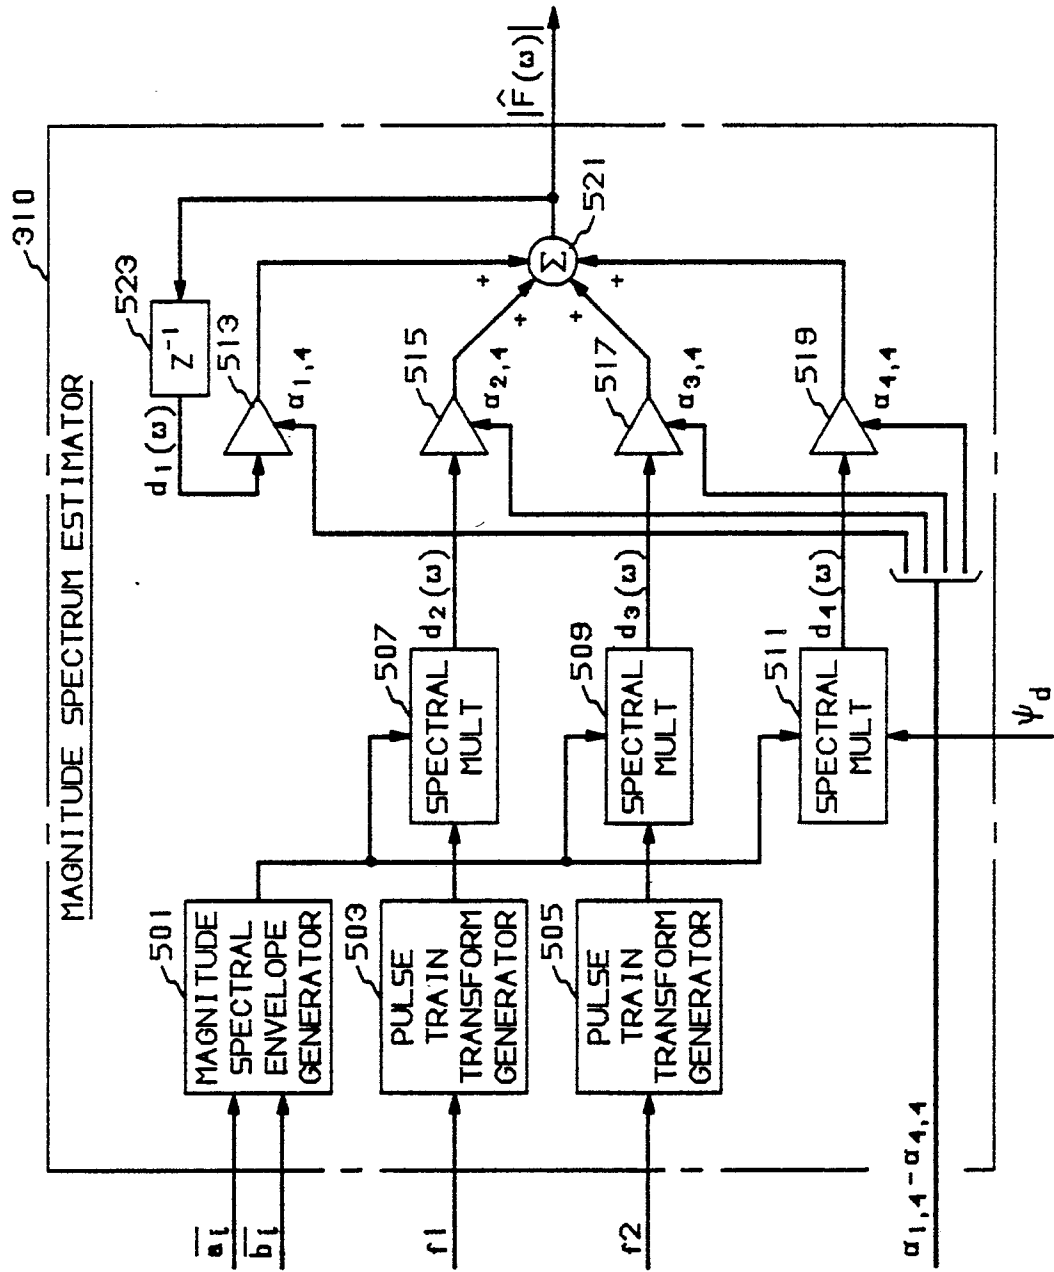 MAGNITUDE SPECTRUM ESTIMATOR
310
a̅i̅
b̅i̅
501
MAGNITUDE
SPECTRAL
ENVELOPE
GENERATOR
523
Z⁻¹
d₁(ω)
513
α₁,₄
f1
503
PULSE
TRAIN
TRANSFORM
GENERATOR
507
SPECTRAL
MULT
d₂(ω)
515
α₂,₄
+
+
+
+
Σ
521
|F̂(ω)|
f2
505
PULSE
TRAIN
TRANSFORM
GENERATOR
509
SPECTRAL
MULT
d₃(ω)
517
α₃,₄
511
SPECTRAL
MULT
d₄(ω)
519
α₄,₄
α₁,₄-α₄,₄
Ψd